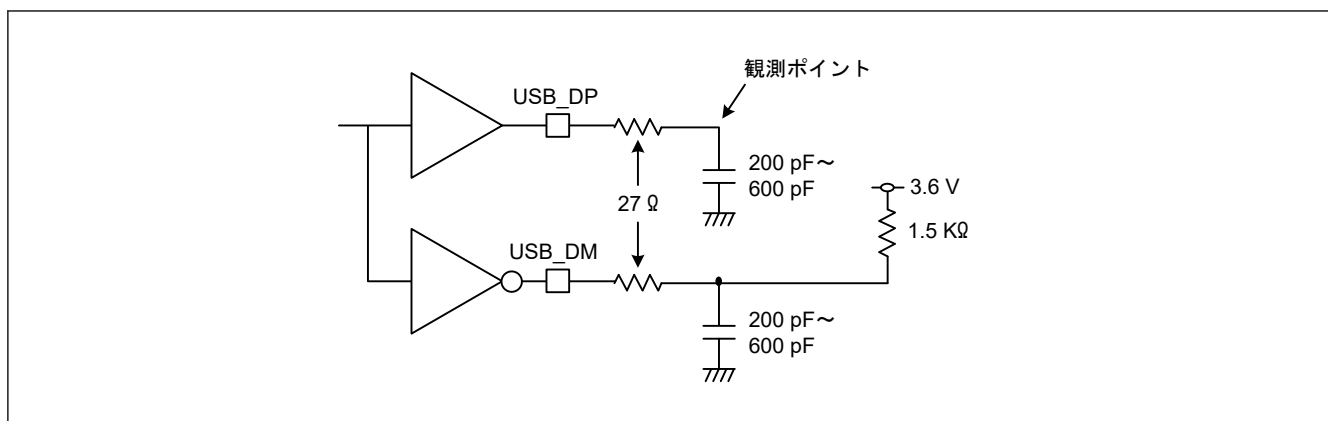 観測ポイント
USB_DP
200 pF～
600 pF
3.6 V
27 Ω
1.5 KΩ
USB_DM
200 pF～
600 pF